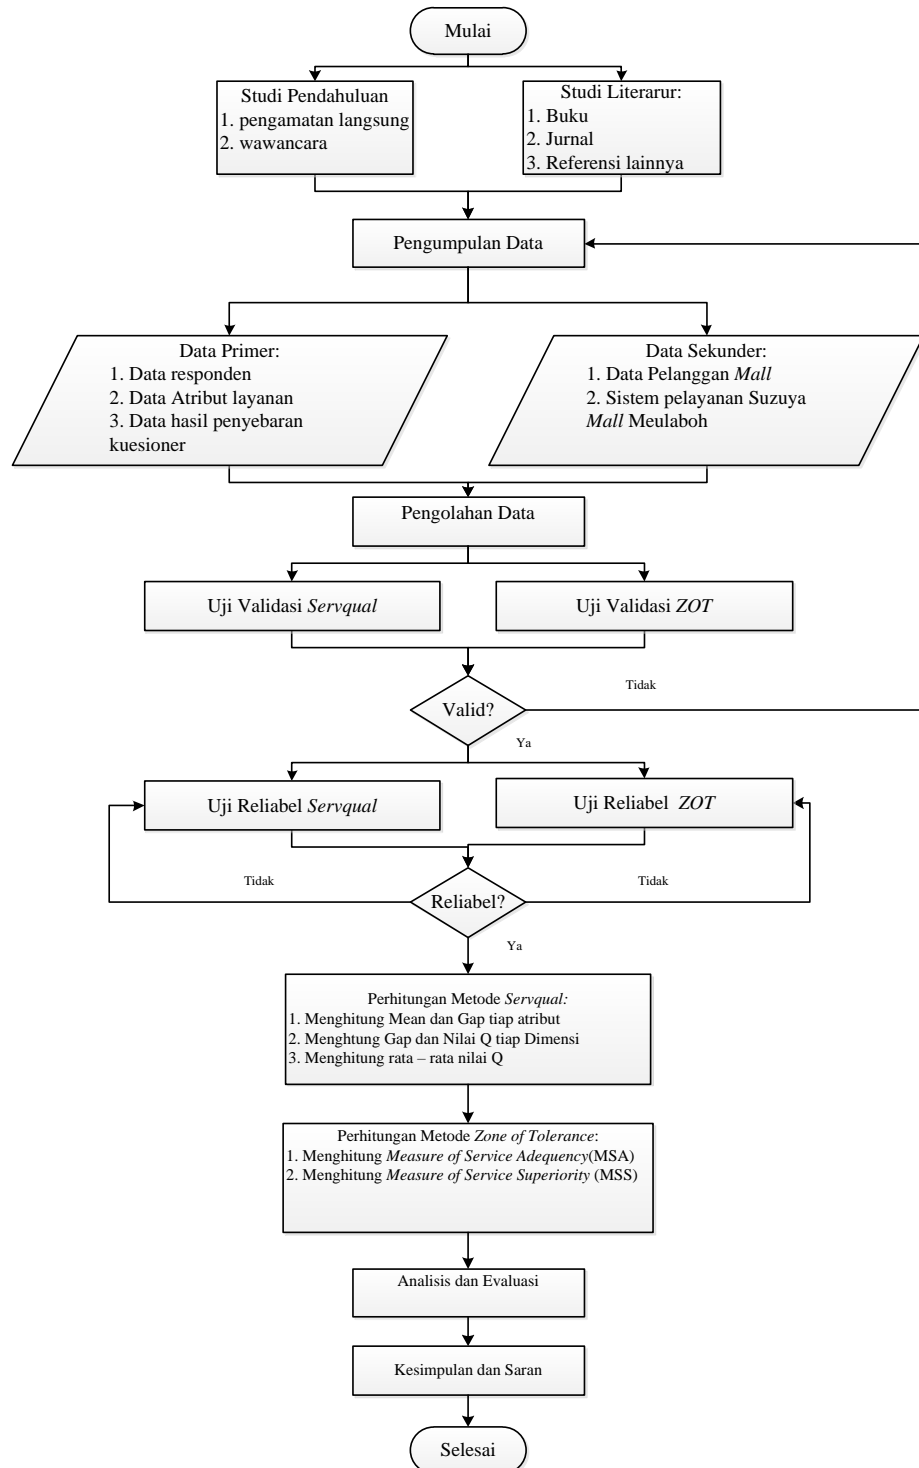 Mulai
Studi Pendahuluan
1. pengamatan langsung
2. wawancara
Studi Literarur:
1. Buku
2. Jurnal
3. Referensi lainnya
Pengumpulan Data
Data Primer:
1. Data responden
2. Data Atribut layanan
3. Data hasil penyebaran
kuesioner
Data Sekunder:
1. Data Pelanggan Mall
2. Sistem pelayanan Suzuya
Mall Meulaboh
Pengolahan Data
Uji Validasi Servqual
Uji Validasi ZOT
Valid?
Tidak
Ya
Uji Reliabel Servqual
Uji Reliabel ZOT
Tidak
Reliabel?
Tidak
Ya
Perhitungan Metode Servqual:
1. Menghitung Mean dan Gap tiap atribut
2. Menghtung Gap dan Nilai Q tiap Dimensi
3. Menghitung rata – rata nilai Q
Perhitungan Metode Zone of Tolerance:
1. Menghitung Measure of Service Adequency(MSA)
2. Menghitung Measure of Service Superiority (MSS)
Analisis dan Evaluasi
Kesimpulan dan Saran
Selesai